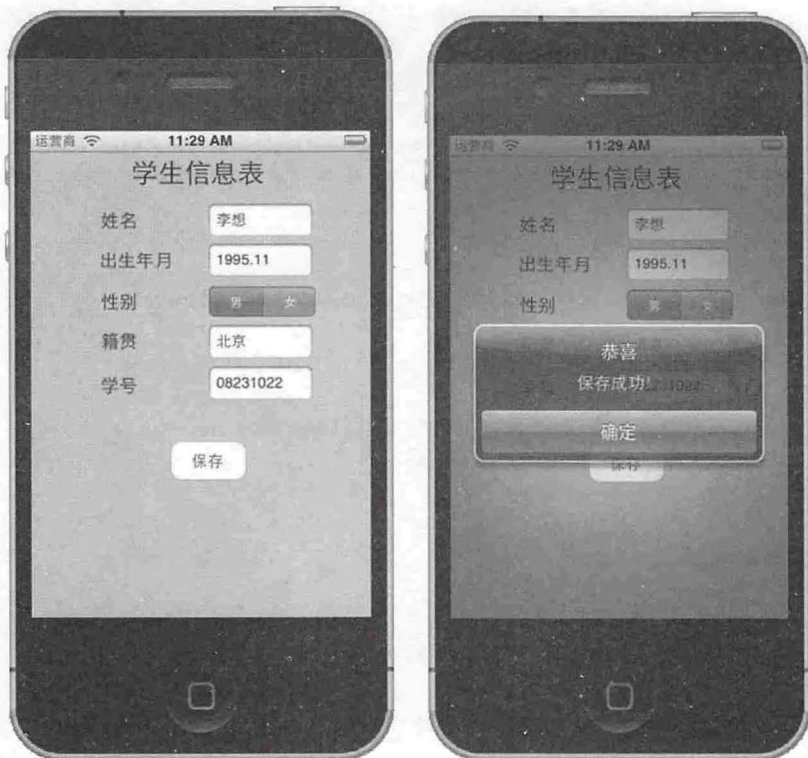 运营商 11:29 AM
学生信息表
姓名 李想
出生年月 1995.11
性别 男 女
籍贯 北京
学号 08231022
保存
运营商 11:29 AM
学生信息表
姓名 李想
出生年月 1995.11
性别 男 女
恭喜
保存成功!
确定
保存